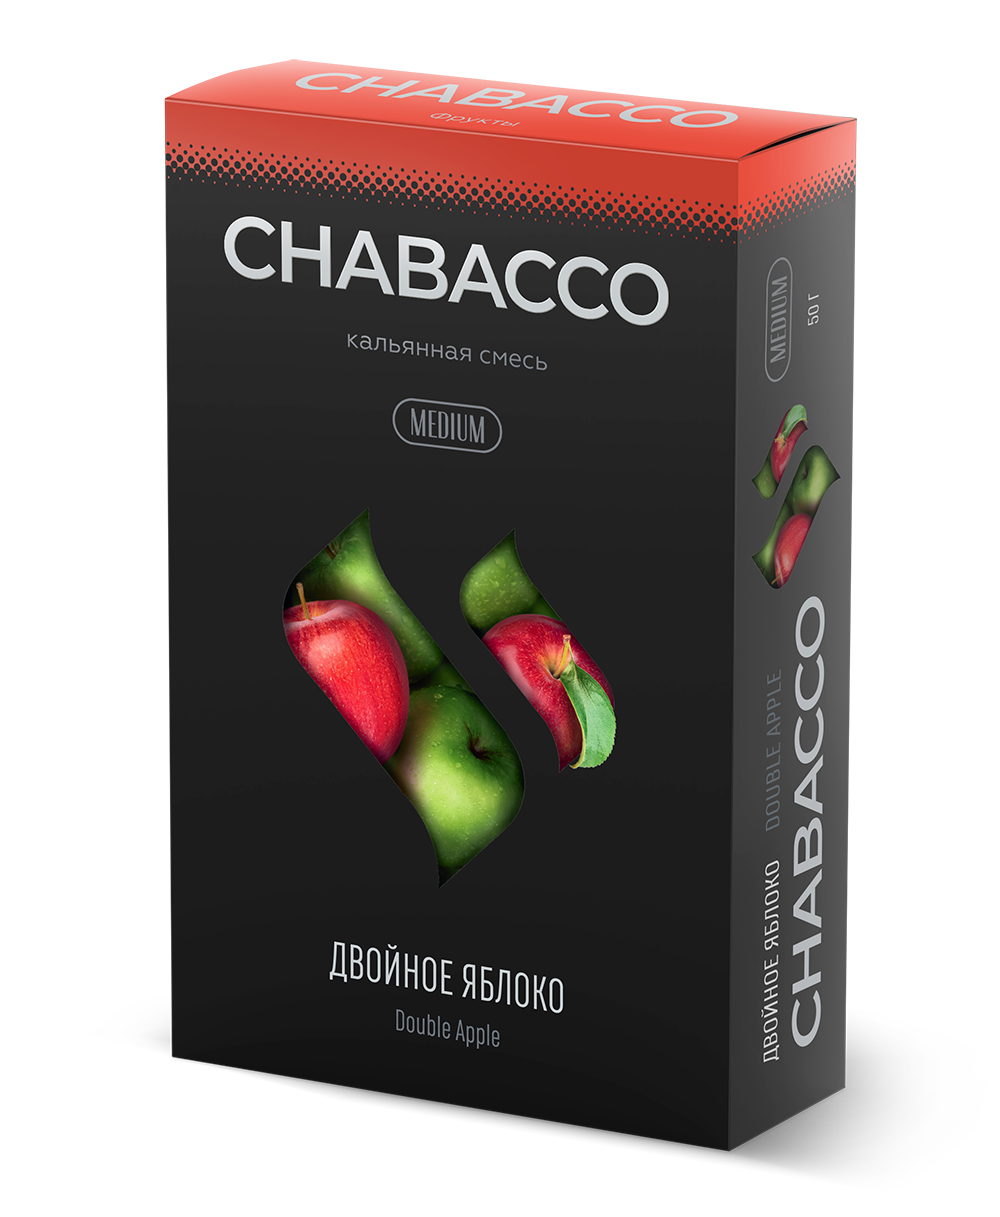 CHABACCO
Фрукты
CHABACCO
кальянная смесь
MEDIUM
ДВОЙНОЕ ЯБЛОКО
Double Apple
MEDIUM
50 Г
ДВОЙНОЕ ЯБЛОКО DOUBLE APPLE
CHABACCO